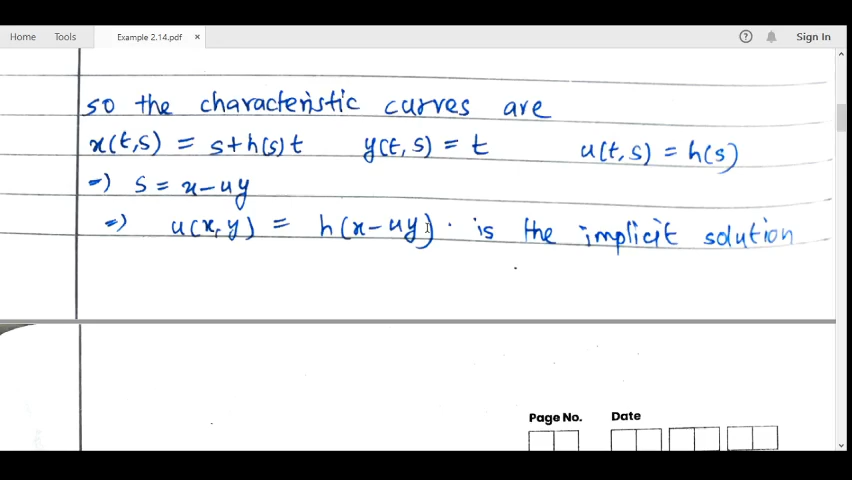 Home Tools Example 2.14.pdf × Sign In
so the characteristic curves are
x(t,s) = s+h(s)t y(t,s) = t u(t,s) = h(s)
⇒ s = x-uy
⇒ u(x,y) = h(x-uy). is the implicit solution
Page No. Date